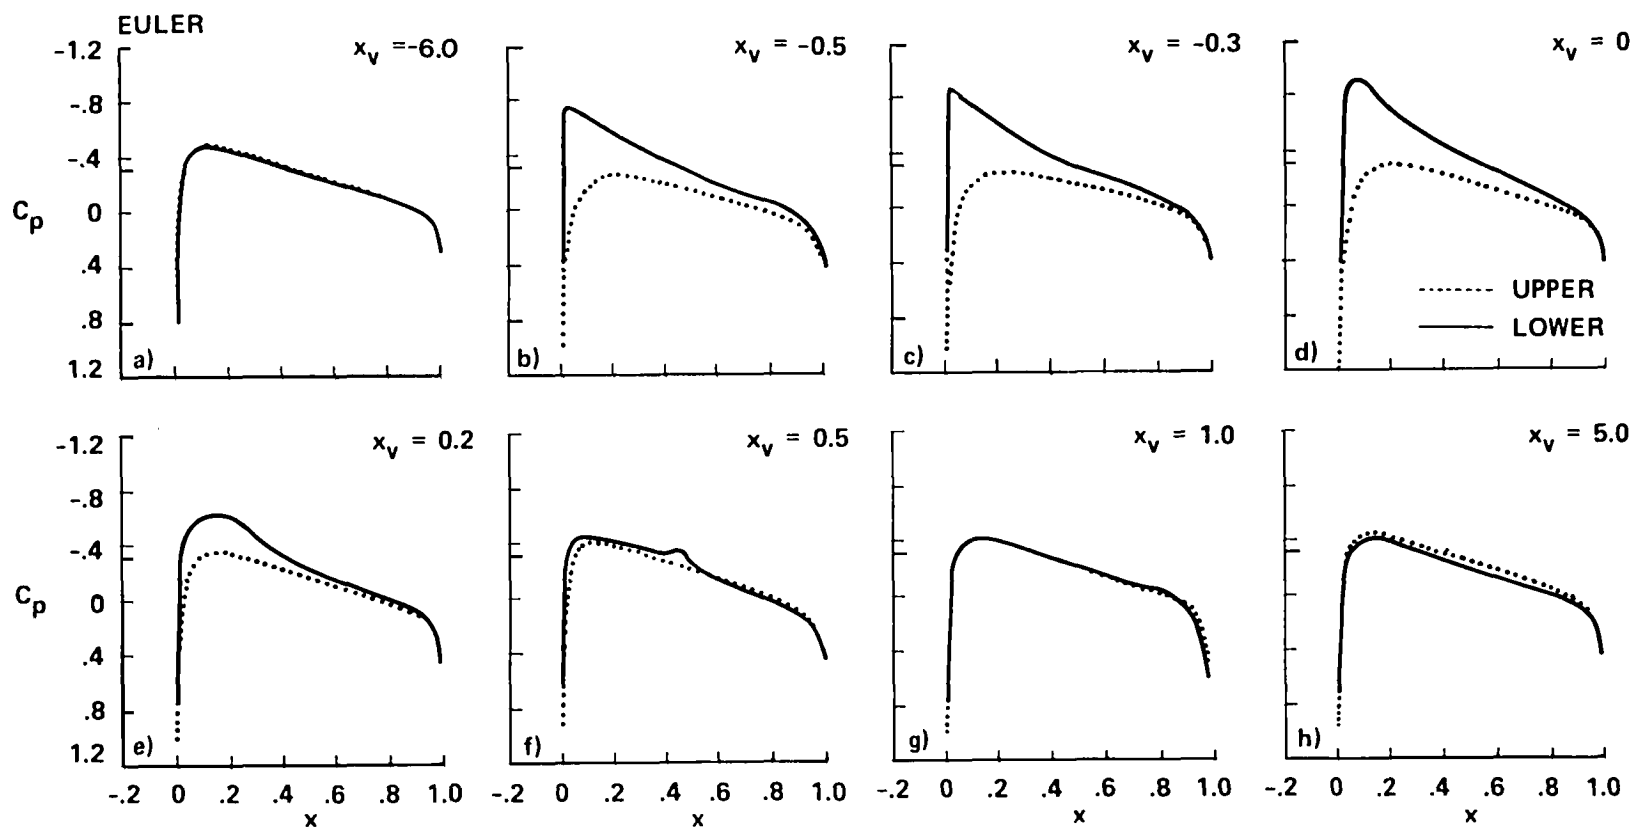 EULER
x_v =-6.0
x_v = -0.5
x_v = -0.3
x_v = 0
-1.2
-.8
-.4
C_p
0
.4
.8
1.2
a)
b)
c)
d)
UPPER
LOWER
x_v = 0.2
x_v = 0.5
x_v = 1.0
x_v = 5.0
-1.2
-.8
-.4
C_p
0
.4
.8
1.2
e)
f)
g)
h)
-.2 0 .2 .4 .6 .8 1.0
-.2 0 .2 .4 .6 .8 1.0
-.2 0 .2 .4 .6 .8 1.0
-.2 0 .2 .4 .6 .8 1.0
x
x
x
x